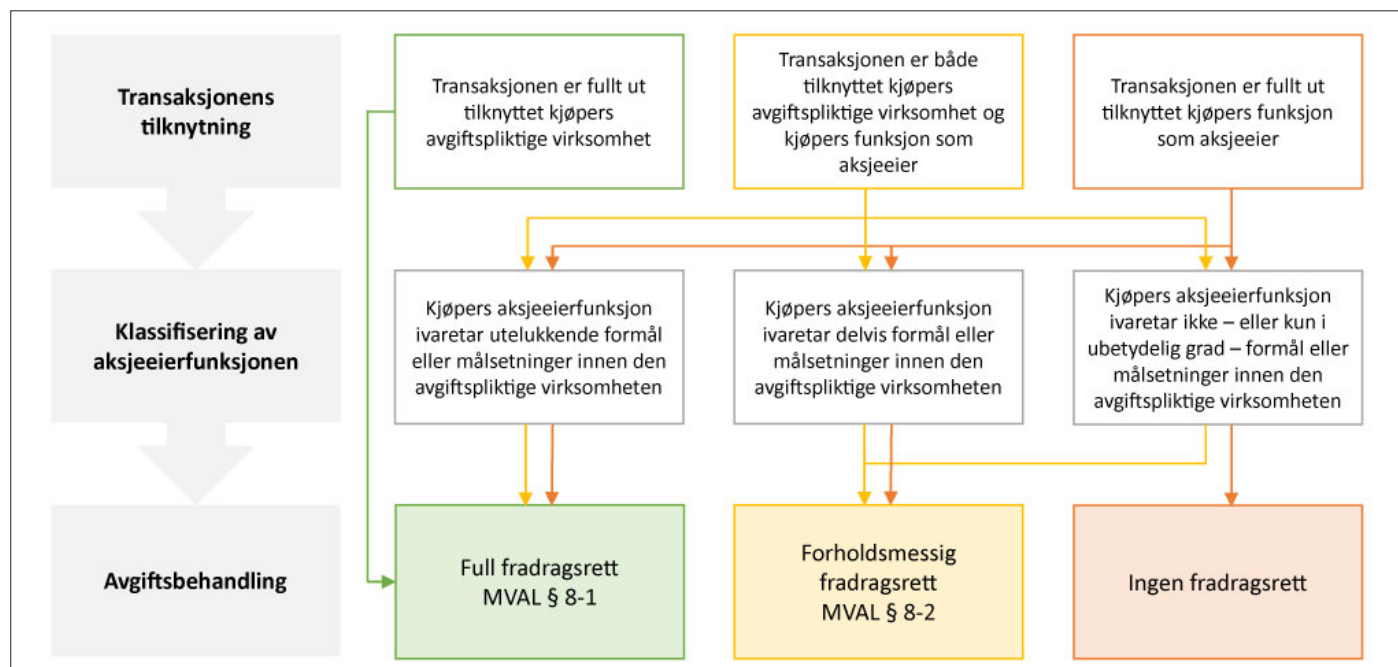 Transaksjonens
tilknytning
Transaksjonen er fullt ut
tilknyttet kjøpers
avgiftspliktige virksomhet
Transaksjonen er både
tilknyttet kjøpers
avgiftspliktige virksomhet og
kjøpers funksjon som
aksjeeier
Transaksjonen er fullt ut
tilknyttet kjøpers funksjon
som aksjeeier
Klassifisering av
aksjeeierfunksjonen
Kjøpers aksjeeierfunksjon
ivaretar utelukkende formål
eller målsetninger innen den
avgiftspliktige virksomheten
Kjøpers aksjeeierfunksjon
ivaretar delvis formål eller
målsetninger innen den
avgiftspliktige virksomheten
Kjøpers aksjeeierfunksjon
ivaretar ikke – eller kun i
ubetydelig grad – formål eller
målsetninger innen den
avgiftspliktige virksomheten
Avgiftsbehandling
Full fradragsrett
MVAL § 8-1
Forholdsmessig
fradragsrett
MVAL § 8-2
Ingen fradragsrett